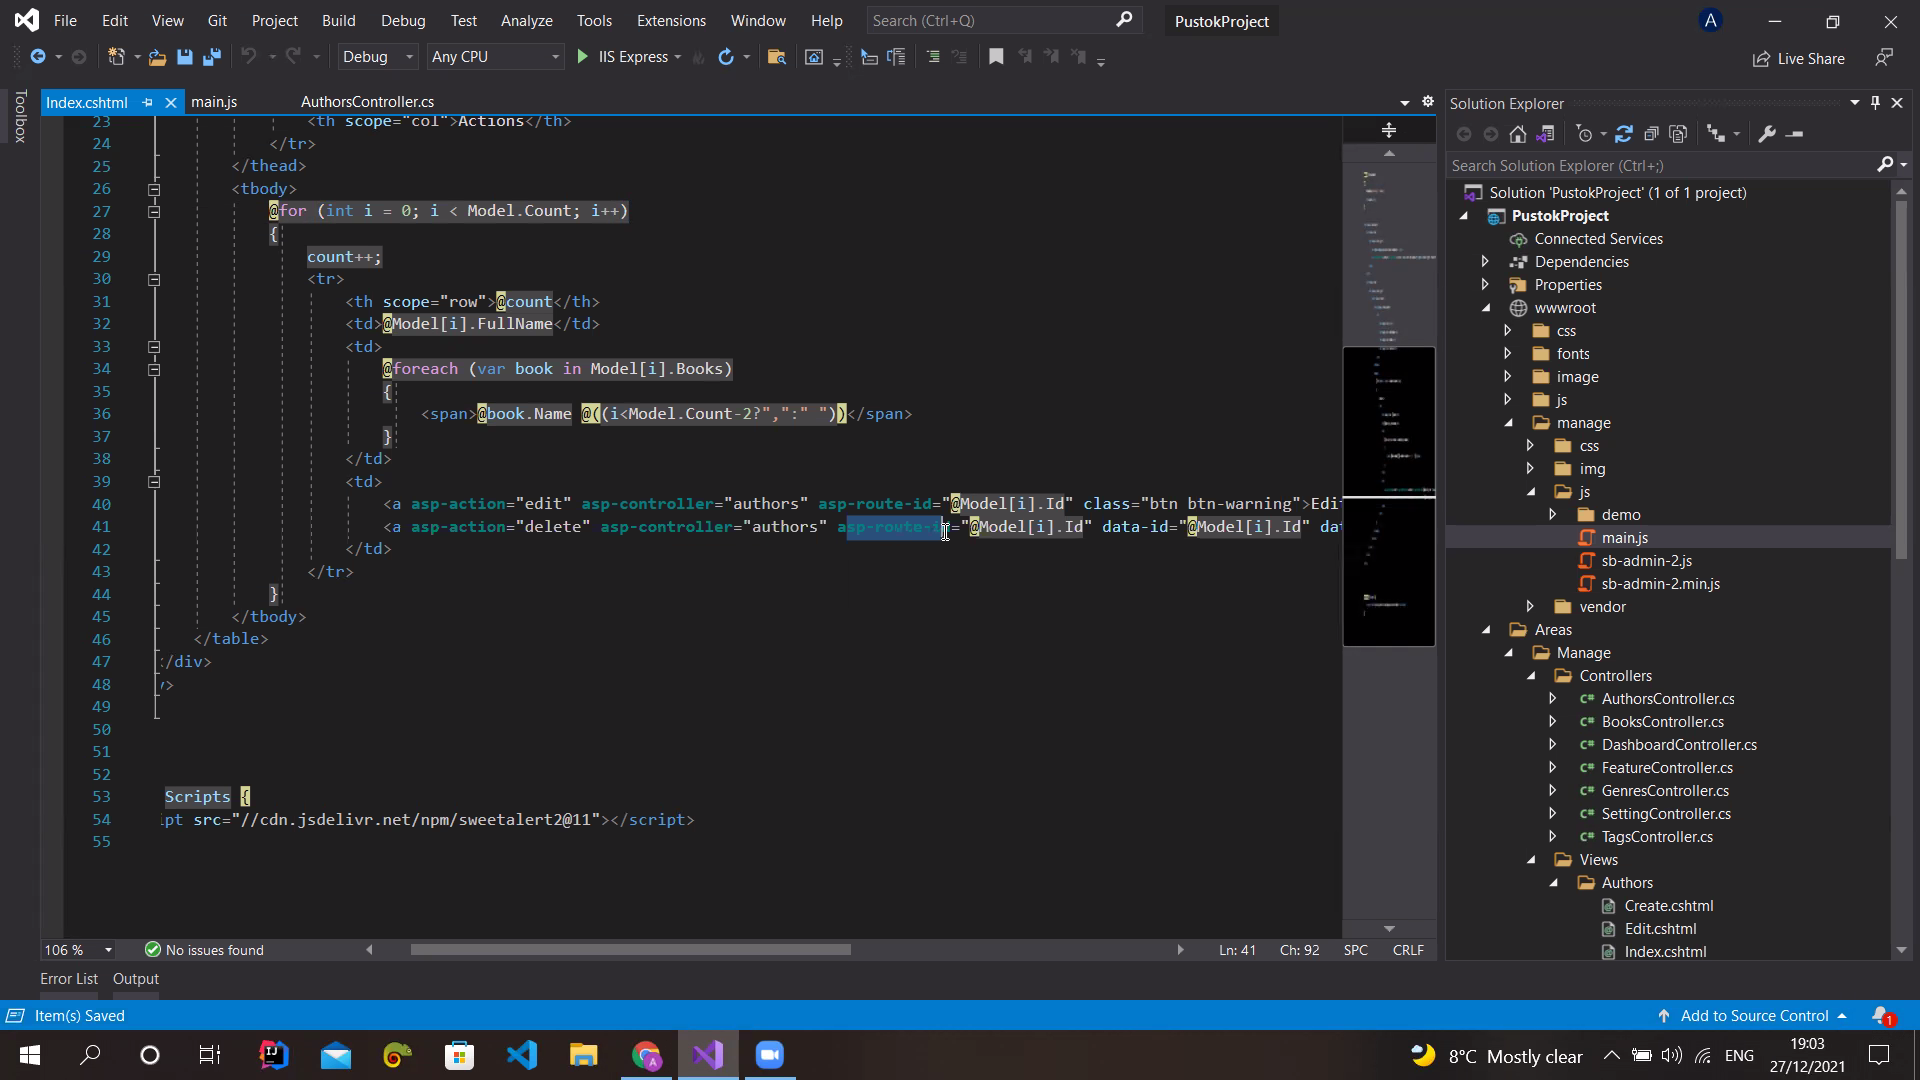 File Edit View Git Project Build Debug Test Analyze Tools Extensions Window Help Search (Ctrl+Q) PustokProject A
Debug Any CPU IIS Express Live Share
Toolbox
Index.cshtml main.js AuthorsController.cs
23 <th scope="col">Actions</th>
24 </tr>
25 </thead>
26 <tbody>
27 @for (int i = 0; i < Model.Count; i++)
28 {
29 count++;
30 <tr>
31 <th scope="row">@count</th>
32 <td>@Model[i].FullName</td>
33 <td>
34 @foreach (var book in Model[i].Books)
35 {
36 <span>@book.Name @((i<Model.Count-2?",":" "))</span>
37 }
38 </td>
39 <td>
40 <a asp-action="edit" asp-controller="authors" asp-route-id="@Model[i].Id" class="btn btn-warning">Edit
41 <a asp-action="delete" asp-controller="authors" asp-route-id="@Model[i].Id" data-id="@Model[i].Id" dat
42 </td>
43 </tr>
44 }
45 </tbody>
46 </table>
47 </div>
48 >
49
50
51
52
53 Scripts {
54 ipt src="//cdn.jsdelivr.net/npm/sweetalert2@11"></script>
55
106 % No issues found Ln: 41 Ch: 92 SPC CRLF
Error List Output
Item(s) Saved Add to Source Control 1
Solution Explorer
Search Solution Explorer (Ctrl+;)
Solution 'PustokProject' (1 of 1 project)
PustokProject
Connected Services
Dependencies
Properties
wwwroot
css
fonts
image
js
manage
css
img
js
demo
main.js
sb-admin-2.js
sb-admin-2.min.js
vendor
Areas
Manage
Controllers
C# AuthorsController.cs
C# BooksController.cs
C# DashboardController.cs
C# FeatureController.cs
C# GenresController.cs
C# SettingController.cs
C# TagsController.cs
Views
Authors
Create.cshtml
Edit.cshtml
Index.cshtml
8°C Mostly clear ENG 19:03
27/12/2021